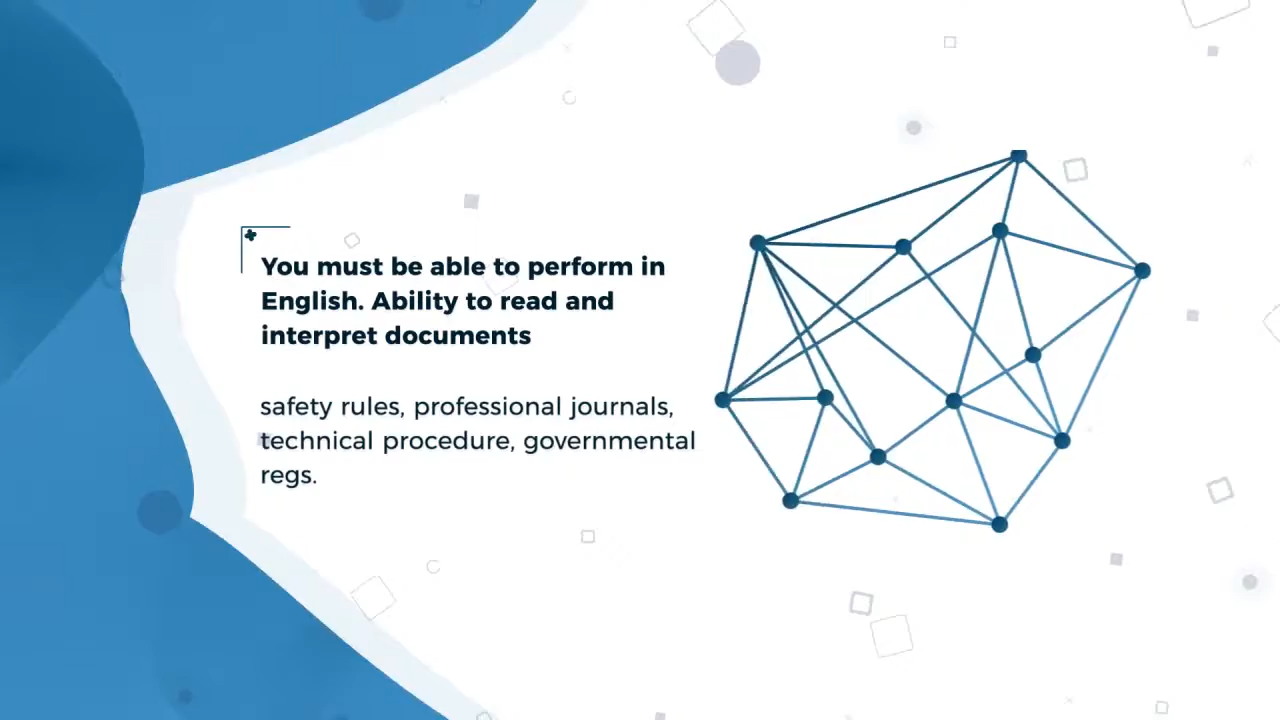 You must be able to perform in
English. Ability to read and
interpret documents
safety rules, professional journals,
technical procedure, governmental
regs.